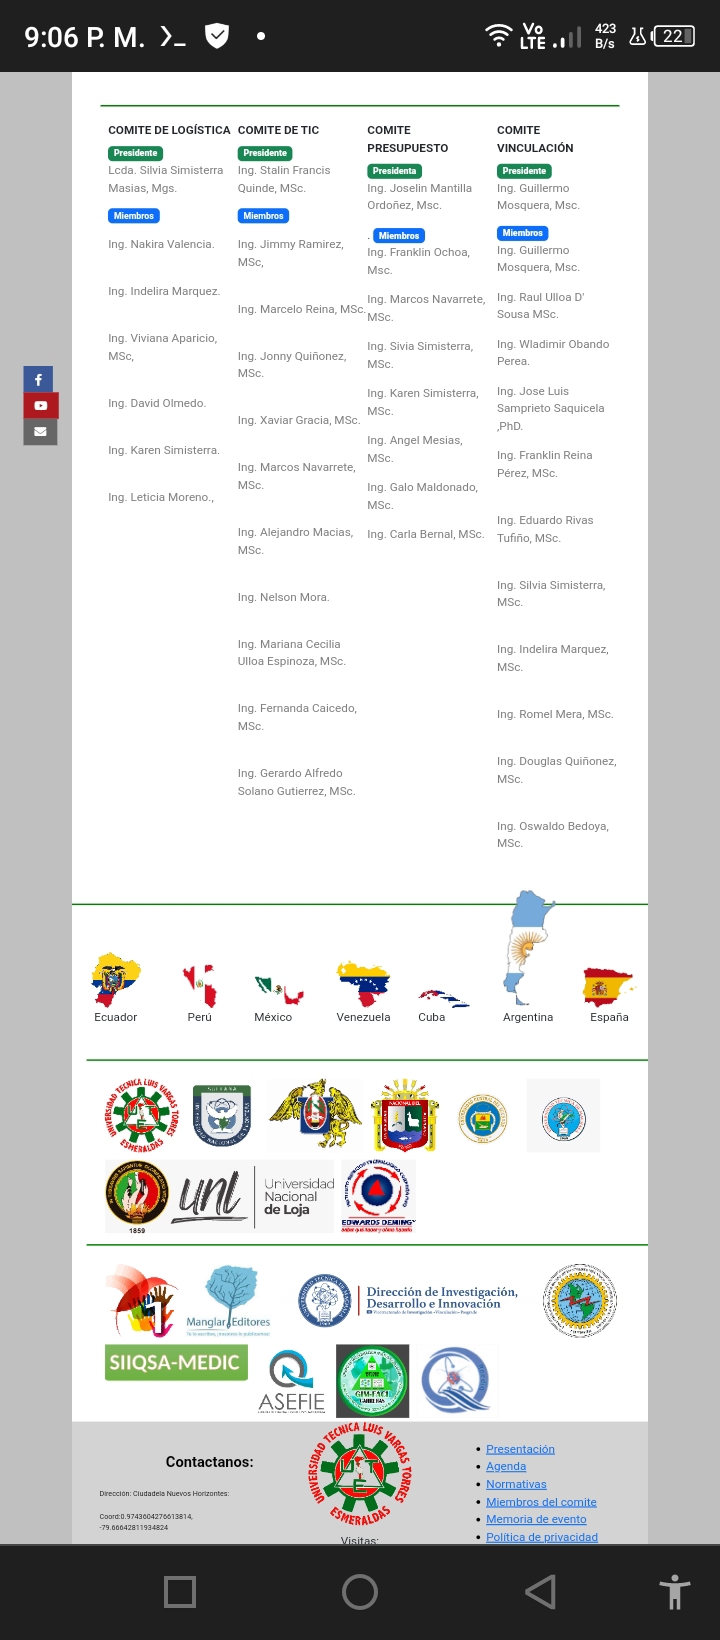 9:06 P. M.
Vo LTE
423 B/s
22
COMITE DE LOGÍSTICA
Presidente
Lcda. Silvia Simisterra
Masias, Mgs.
Miembros
Ing. Nakira Valencia.
Ing. Indelira Marquez.
Ing. Viviana Aparicio,
MSc,
Ing. David Olmedo.
Ing. Karen Simisterra.
Ing. Leticia Moreno.,
COMITE DE TIC
Presidente
Ing. Stalin Francis
Quinde, MSc.
Miembros
Ing. Jimmy Ramirez,
MSc,
Ing. Marcelo Reina, MSc.
Ing. Jonny Quiñonez,
MSc.
Ing. Xaviar Gracia, MSc.
Ing. Marcos Navarrete,
MSc.
Ing. Alejandro Macias,
MSc.
Ing. Nelson Mora.
Ing. Mariana Cecilia
Ulloa Espinoza, MSc.
Ing. Fernanda Caicedo,
MSc.
Ing. Gerardo Alfredo
Solano Gutierrez, MSc.
COMITE
PRESUPUESTO
Presidenta
Ing. Joselin Mantilla
Ordoñez, Msc.
. Miembros
Ing. Franklin Ochoa,
Msc.
Ing. Marcos Navarrete,
MSc.
Ing. Sivia Simisterra,
MSc.
Ing. Karen Simisterra,
MSc.
Ing. Angel Mesias,
MSc.
Ing. Galo Maldonado,
MSc.
Ing. Carla Bernal, MSc.
COMITE
VINCULACIÓN
Presidente
Ing. Guillermo
Mosquera, Msc.
Miembros
Ing. Guillermo
Mosquera, Msc.
Ing. Raul Ulloa D'
Sousa MSc.
Ing. Wladimir Obando
Perea.
Ing. Jose Luis
Samprieto Saquicela
,PhD.
Ing. Franklin Reina
Pérez, MSc.
Ing. Eduardo Rivas
Tufiño, MSc.
Ing. Silvia Simisterra,
MSc.
Ing. Indelira Marquez,
MSc.
Ing. Romel Mera, MSc.
Ing. Douglas Quiñonez,
MSc.
Ing. Oswaldo Bedoya,
MSc.
Ecuador
Perú
México
Venezuela
Cuba
Argentina
España
UNIVERSIDAD TECNICA LUIS VARGAS TORRES
ESMERALDAS
1859
unl
Universidad
Nacional
de Loja
EDWARDS DEMING
Manglar Editores
Dirección de Investigación,
Desarrollo e Innovación
SIIQSA-MEDIC
ASEFIE
GIM-FACI
Contactanos:
Dirección: Ciudadela Nuevos Horizontes:
Coord:0.9743604276613814,
-79.66642811934824
UNIVERSIDAD TECNICA LUIS VARGAS TORRES
ESMERALDAS
Visitas:
Presentación
Agenda
Normativas
Miembros del comite
Memoria de evento
Política de privacidad